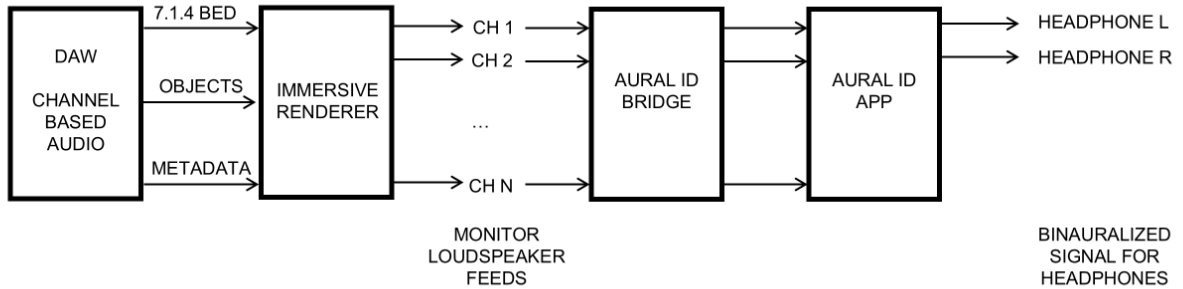 7.1.4 BED
DAW
CHANNEL
BASED
AUDIO
OBJECTS
METADATA
IMMERSIVE
RENDERER
CH 1
CH 2
...
CH N
MONITOR
LOUDSPEAKER
FEEDS
AURAL ID
BRIDGE
AURAL ID
APP
HEADPHONE L
HEADPHONE R
BINAURALIZED
SIGNAL FOR
HEADPHONES